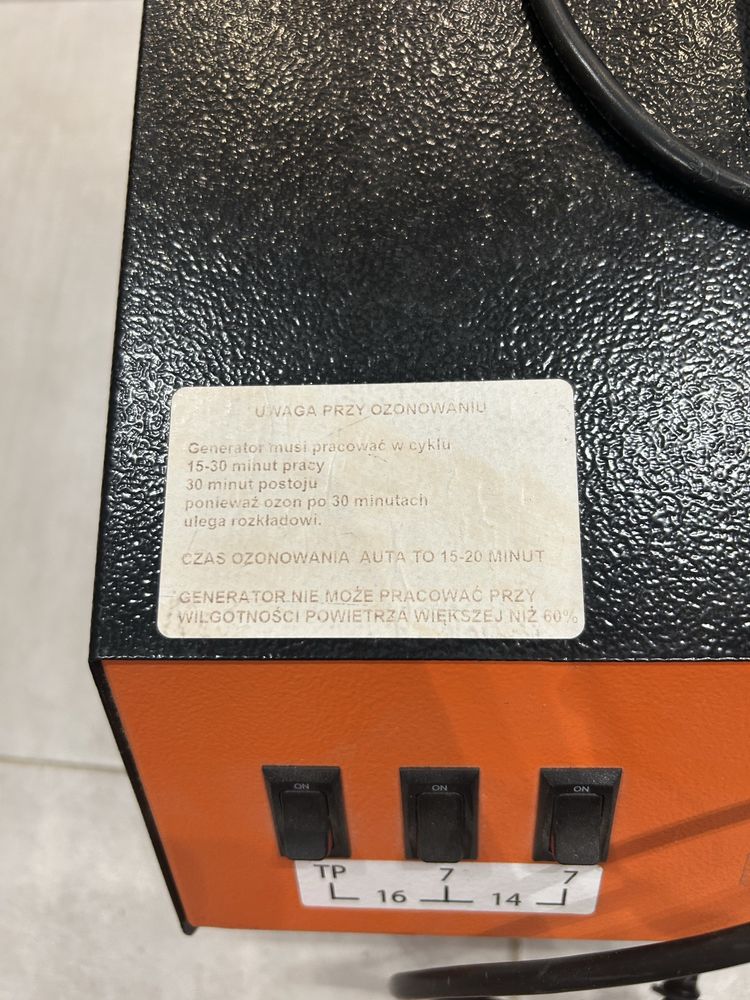 UWAGA PRZY OZONOWANIU
Generator musi pracować w cyklu
15-30 minut pracy
30 minut postoju
ponieważ ozon po 30 minutach
ulega rozkładowi.
CZAS OZONOWANIA AUTA TO 15-20 MINUT
GENERATOR NIE MOŻE PRACOWAĆ PRZY
WILGOTNOŚCI POWIETRZA WIĘKSZEJ NIŻ 60%
ON ON ON
TP 7 7
16 14